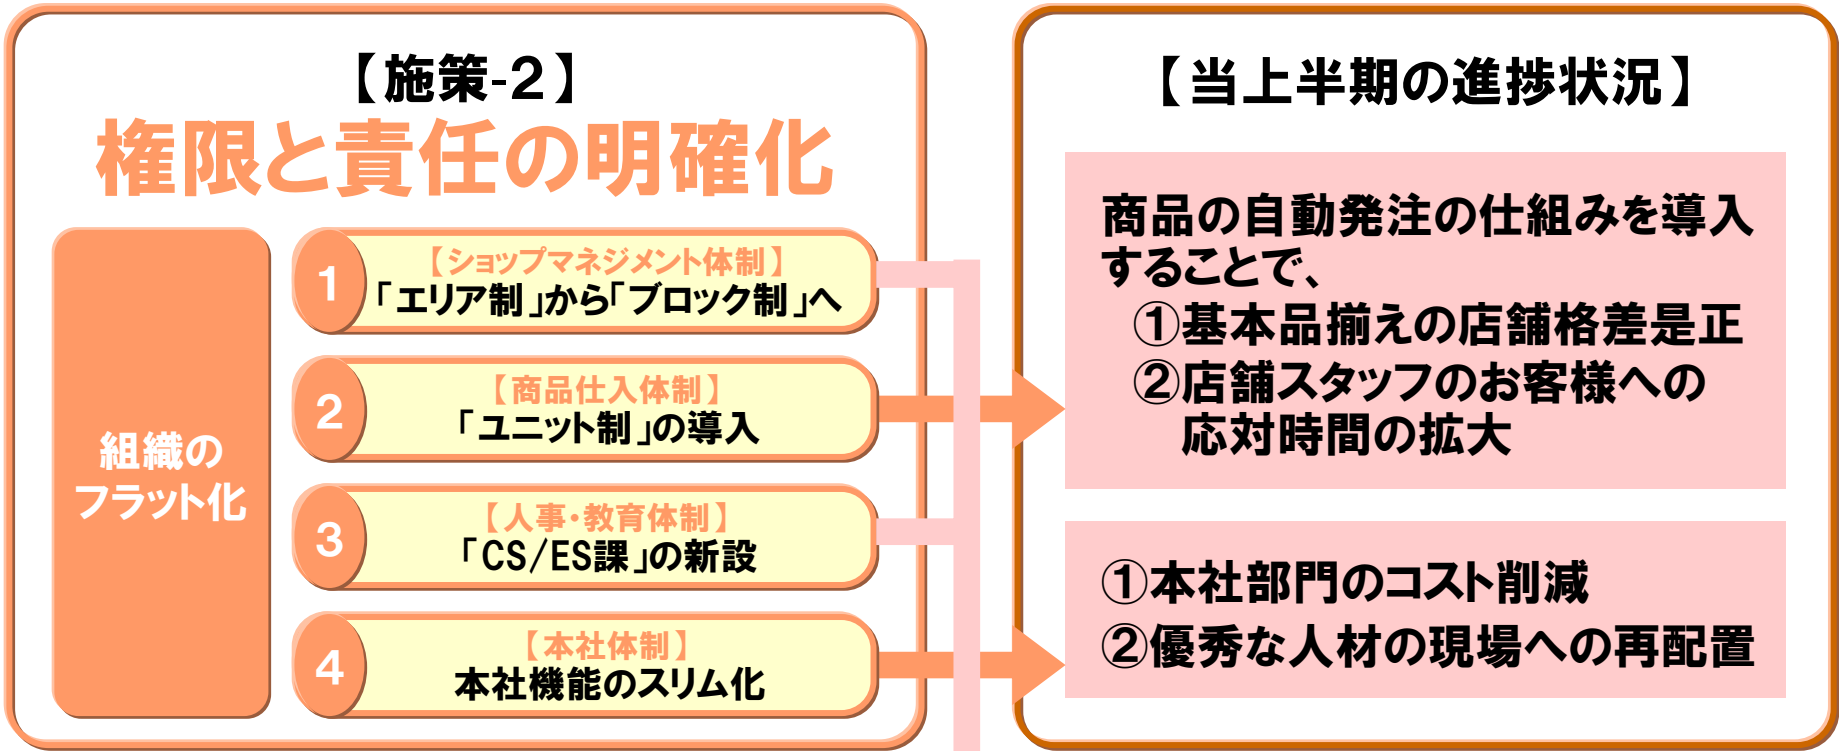 【施策-2】
権限と責任の明確化
組織の
フラット化
1
【ショップマネジメント体制】
「エリア制」から「ブロック制」へ
2
【商品仕入体制】
「ユニット制」の導入
3
【人事・教育体制】
「CS/ES課」の新設
4
【本社体制】
本社機能のスリム化
【当上半期の進捗状況】
商品の自動発注の仕組みを導入
することで、
①基本品揃えの店舗格差是正
②店舗スタッフのお客様への
応対時間の拡大
①本社部門のコスト削減
②優秀な人材の現場への再配置